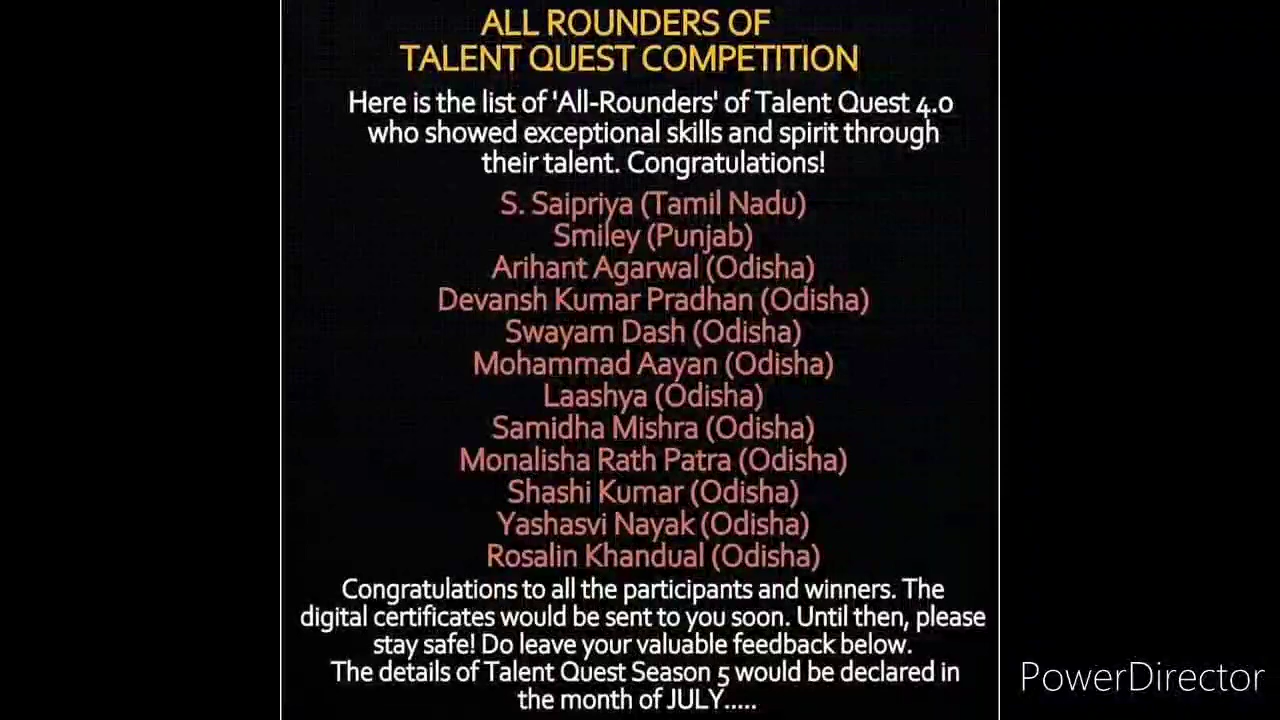 ALL ROUNDERS OF
TALENT QUEST COMPETITION
Here is the list of 'All-Rounders' of Talent Quest 4.0
who showed exceptional skills and spirit through
their talent. Congratulations!
S. Saipriya (Tamil Nadu)
Smiley (Punjab)
Arihant Agarwal (Odisha)
Devansh Kumar Pradhan (Odisha)
Swayam Dash (Odisha)
Mohammad Aayan (Odisha)
Laashya (Odisha)
Samidha Mishra (Odisha)
Monalisha Rath Patra (Odisha)
Shashi Kumar (Odisha)
Yashasvi Nayak (Odisha)
Rosalin Khandual (Odisha)
Congratulations to all the participants and winners. The
digital certificates would be sent to you soon. Until then, please
stay safe! Do leave your valuable feedback below.
The details of Talent Quest Season 5 would be declared in
the month of JULY.....
PowerDirector